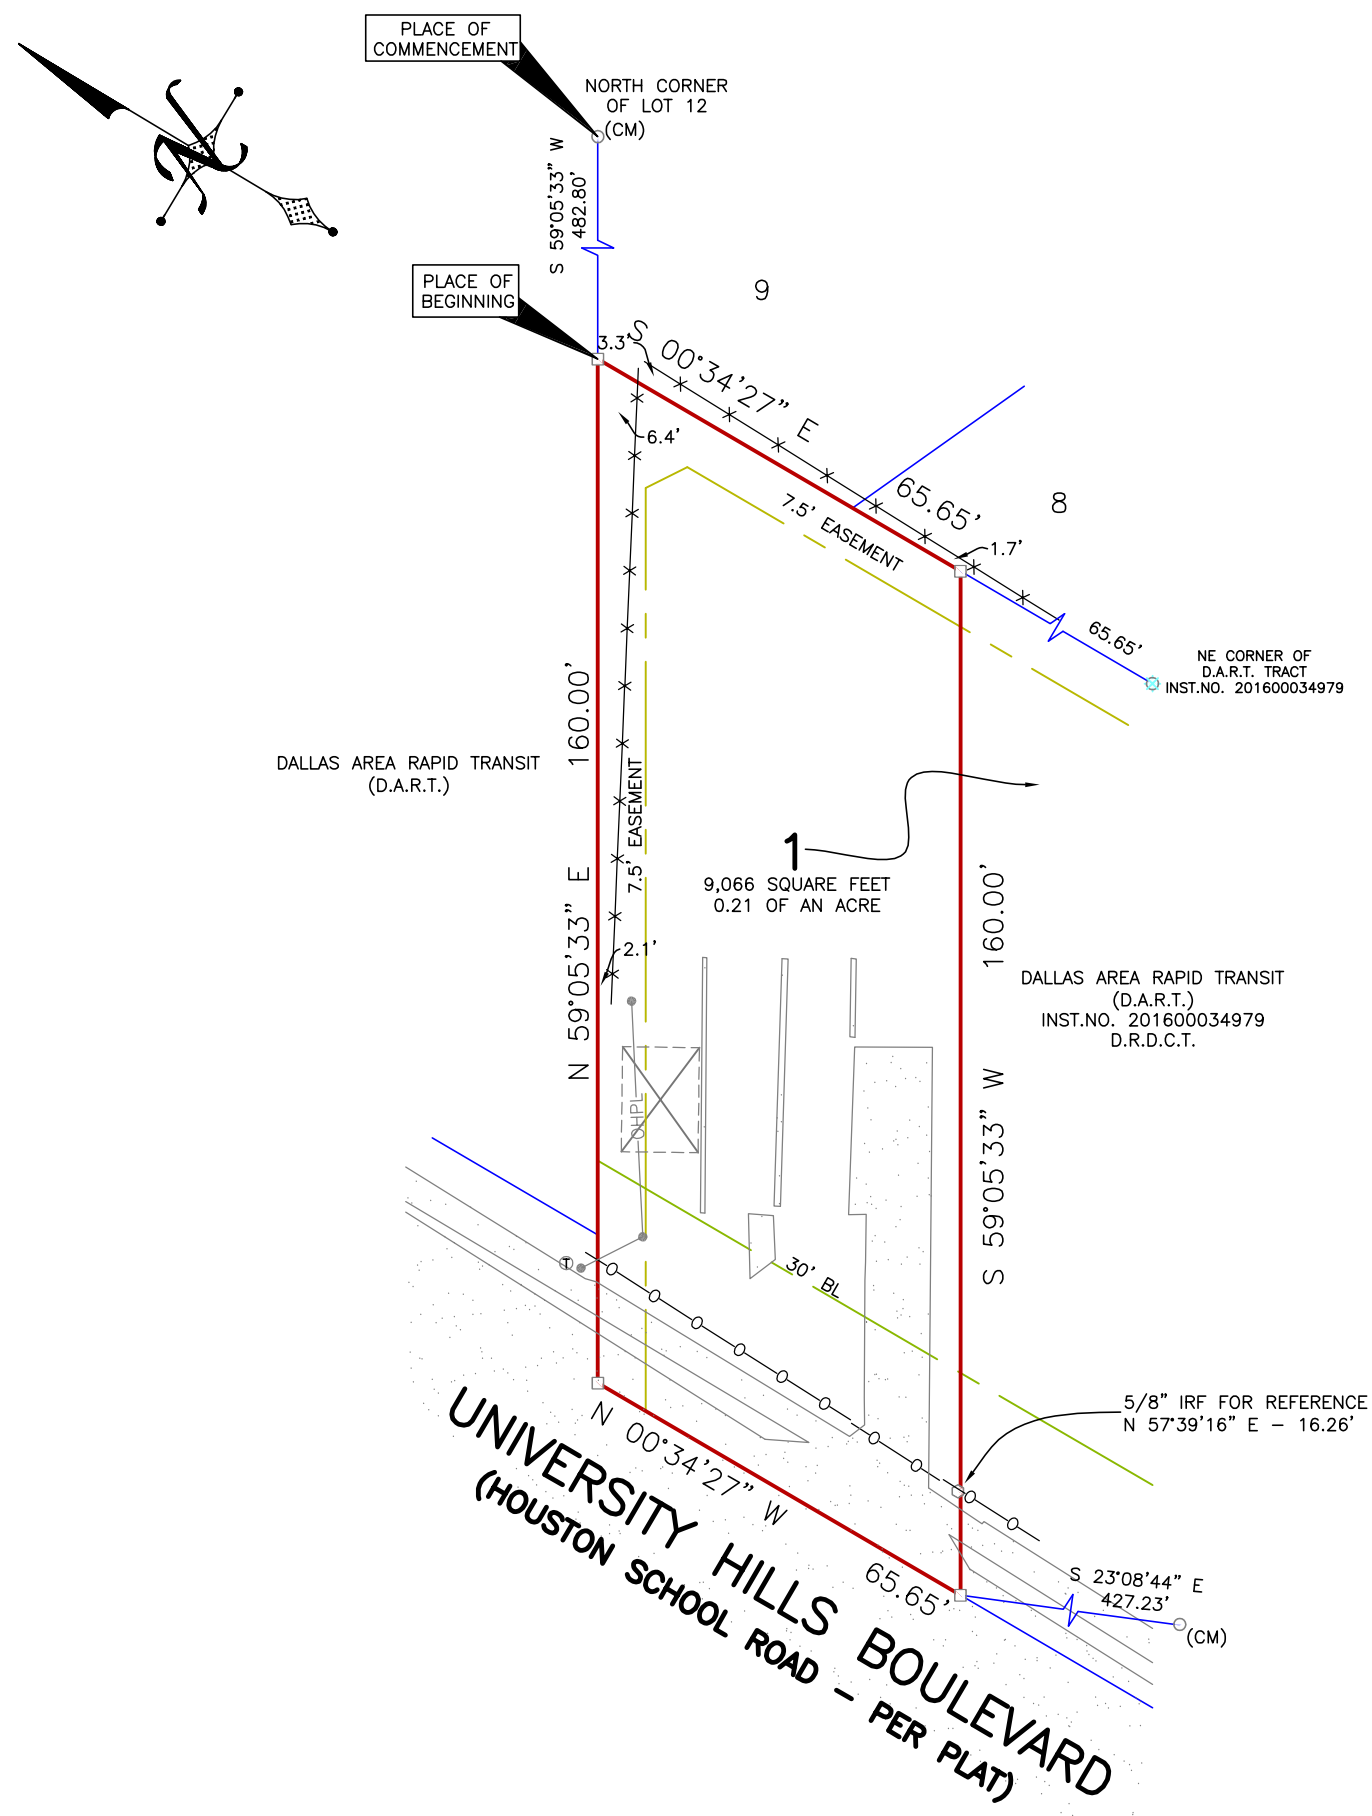 PLACE OF
COMMENCEMENT
NORTH CORNER
OF LOT 12
(CM)
N
S 59°05'33" W
482.80'
PLACE OF
BEGINNING
9
3.3'
S 00°34'27" E
65.65'
6.4'
8
7.5' EASEMENT
1.7'
65.65'
NE CORNER OF
D.A.R.T. TRACT
INST.NO. 201600034979
N 59°05'33" E
160.00'
DALLAS AREA RAPID TRANSIT
(D.A.R.T.)
7.5' EASEMENT
1
9,066 SQUARE FEET
0.21 OF AN ACRE
2.1'
S 59°05'33" W
160.00'
DALLAS AREA RAPID TRANSIT
(D.A.R.T.)
INST.NO. 201600034979
D.R.D.C.T.
OHPL
T
30' BL
5/8" IRF FOR REFERENCE
N 57°39'16" E - 16.26'
N 00°34'27" W
65.65'
S 23°08'44" E
427.23'
(CM)
UNIVERSITY HILLS BOULEVARD
(HOUSTON SCHOOL ROAD - PER PLAT)